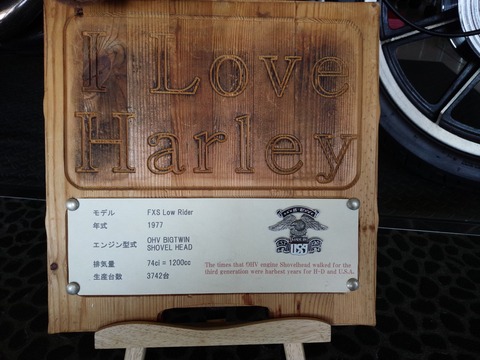 I Love
Harley
モデル FXS Low Rider
年式 1977
エンジン型式 OHV BIGTWIN
SHOVEL HEAD
排気量 74ci = 1200cc
生産台数 3742台
The times that OHV engine Shovelhead walked for the
third generation were harhest years for H-D and U.S.A.